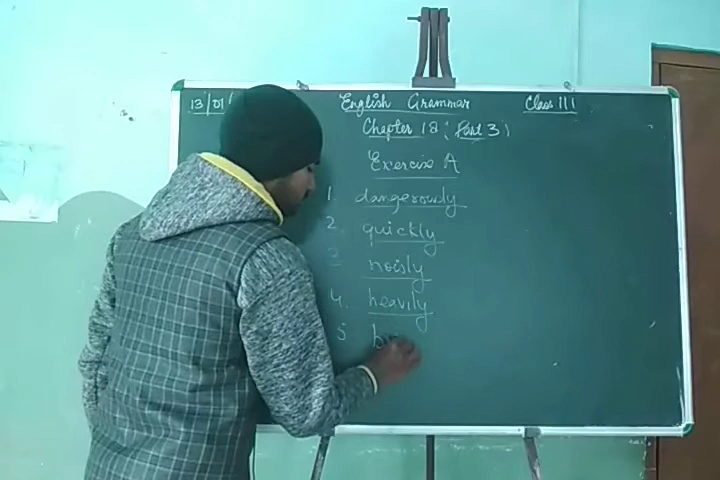 13/01/ English Grammar Class III
Chapter 18 (Part 3)
Exercise A
1. dangerously
2. quickly
3. noisly
4. heavily
5. b